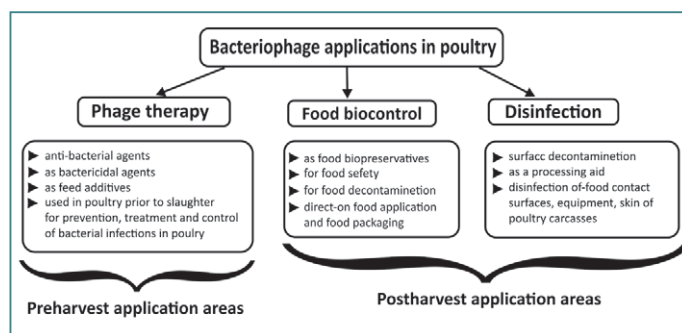 Bacteriophage applications in poultry
Phage therapy
▶ anti-bacterial agents
▶ as bactericidal agents
▶ as feed additives
▶ used in poultry prior to slaughter
for prevention, treatment and control
of bacterial infections in poulry
Food biocontrol
▶ as food biopreservatives
▶ for food sefety
▶ for food decontamination
▶ direct-on food application
and food packaging
Disinfection
▶ surfacc decontamination
▶ as a processing aid
▶ disinfection of-food contact
surfaces, equipment, skin of
poultry carcasses
Preharvest application areas
Postharvest application areas